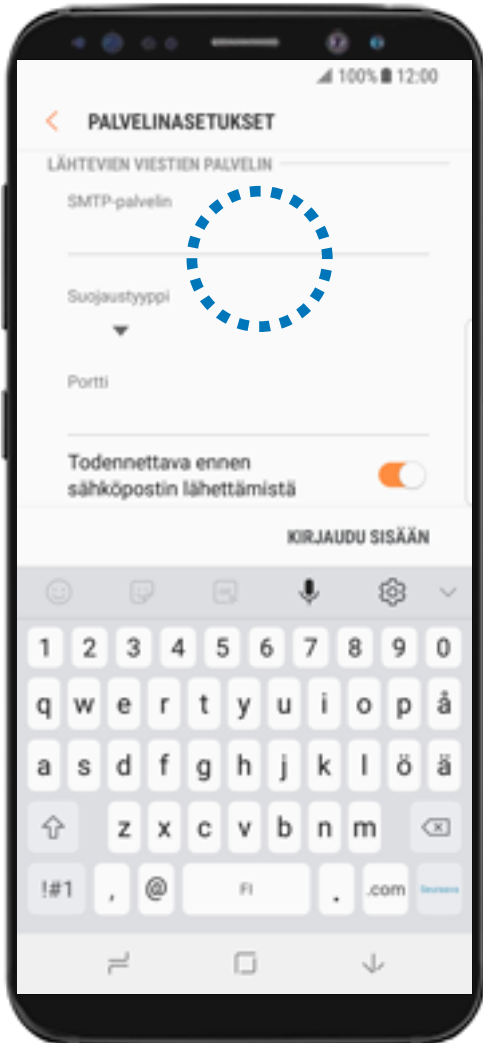 100% 12:00
PALVELINASETUKSET
LÄHTEVIEN VIESTIEN PALVELIN
SMTP-palvelin
Suojaustyyppi
Portti
Todennettava ennen
sähköpostin lähettämistä
KIRJAUDU SISÄÄN
1 2 3 4 5 6 7 8 9 0
q w e r t y u i o p å
a s d f g h j k l ö ä
z x c v b n m
!#1 , @ FI . .com Seuraava